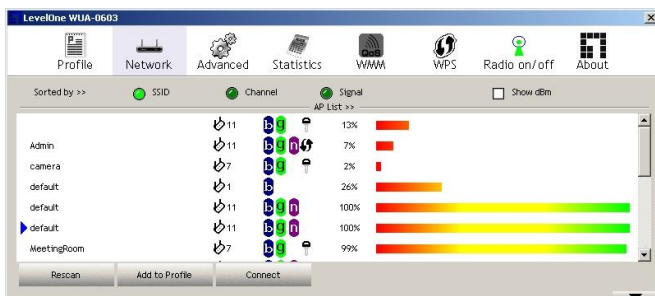 LevelOne WUA-0603
Profile Network Advanced Statistics WMM WPS Radio on/off About
QoS
Sorted by >> SSID Channel Signal Show dBm
AP List >>
11 b g 13%
Admin 11 b g n 7%
camera 7 b g 2%
default 1 b 26%
default 11 b g n 100%
default 11 b g n 100%
MeetingRoom 7 b g 99%
Rescan Add to Profile Connect